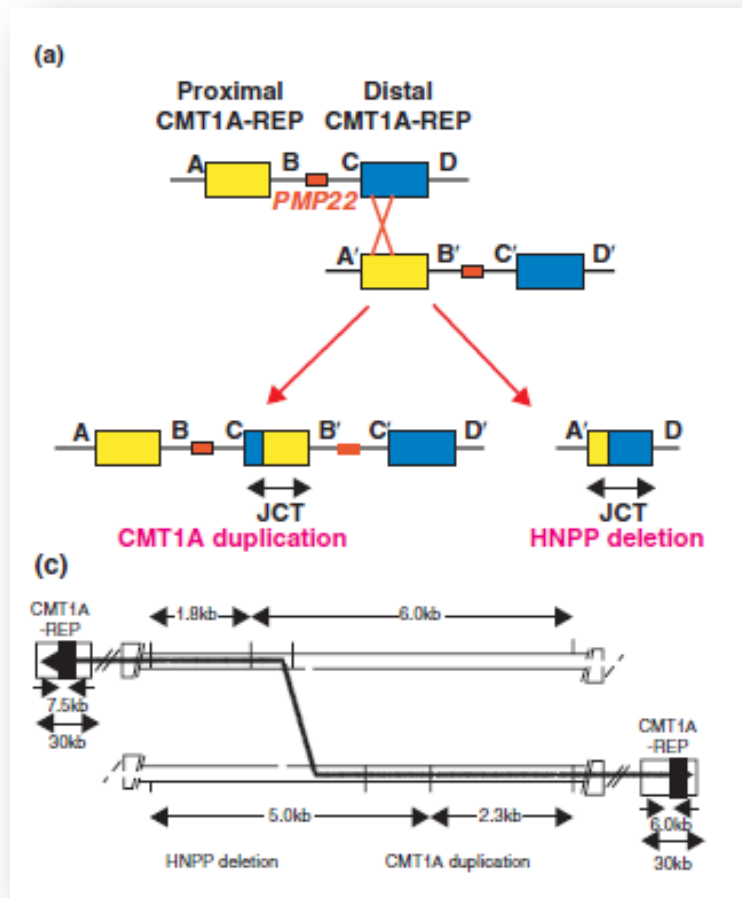 (a)
Proximal CMT1A-REP
Distal CMT1A-REP
A B C D
PMP22
A′ B′ C′ D′
A B C B′ C′ D′
A′ D
JCT
JCT
CMT1A duplication
HNPP deletion
(c)
CMT1A -REP
1.8kb
6.0kb
7.5kb
30kb
CMT1A -REP
5.0kb
2.3kb
6.0kb
30kb
HNPP deletion
CMT1A duplication